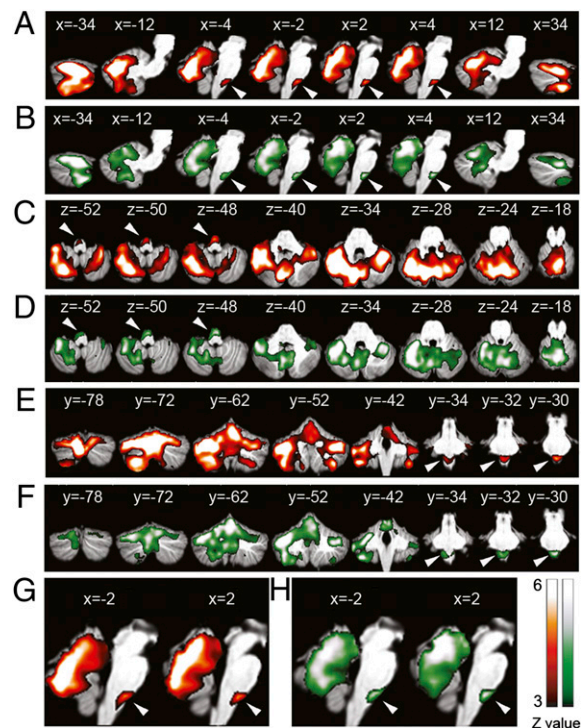 A
x=-34 x=-12 x=-4 x=-2 x=2 x=4 x=12 x=34
B
x=-34 x=-12 x=-4 x=-2 x=2 x=4 x=12 x=34
C
z=-52 z=-50 z=-48 z=-40 z=-34 z=-28 z=-24 z=-18
D
z=-52 z=-50 z=-48 z=-40 z=-34 z=-28 z=-24 z=-18
E
y=-78 y=-72 y=-62 y=-52 y=-42 y=-34 y=-32 y=-30
F
y=-78 y=-72 y=-62 y=-52 y=-42 y=-34 y=-32 y=-30
G
x=-2 x=2
H
x=-2 x=2
6
3
Z value